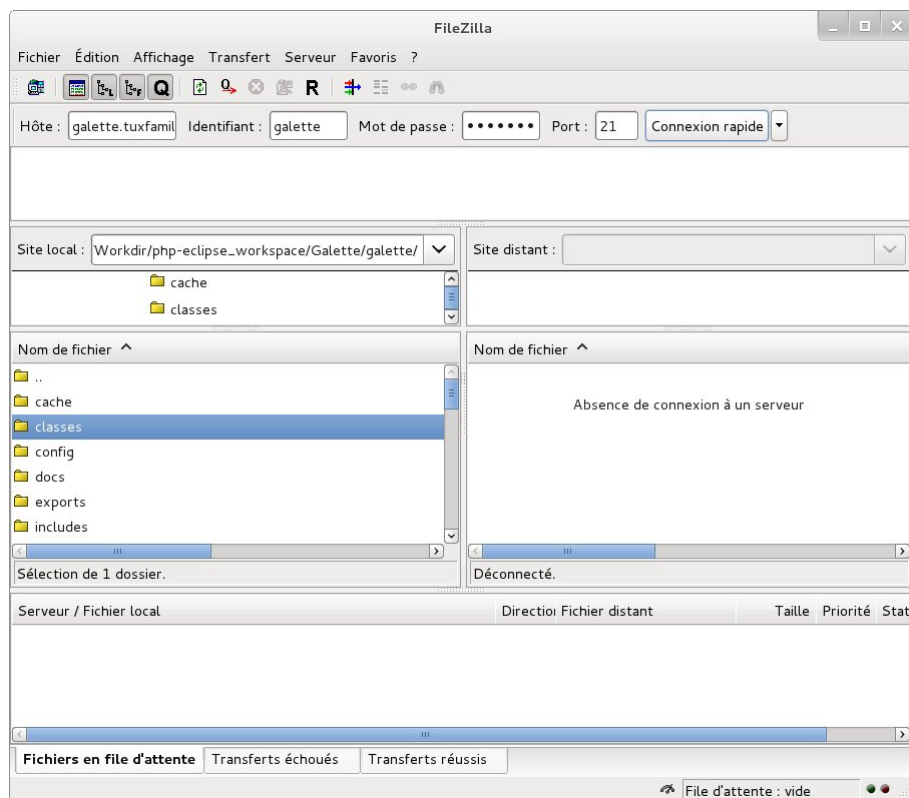 FileZilla
Fichier Édition Affichage Transfert Serveur Favoris ?
Hôte : galette.tuxfamil Identifiant : galette Mot de passe : ••••••• Port : 21 Connexion rapide
Site local : Workdir/php-eclipse_workspace/Galette/galette/ Site distant :
cache
classes
Nom de fichier Nom de fichier
..
cache
Absence de connexion à un serveur
classes
config
docs
exports
includes
Sélection de 1 dossier. Déconnecté.
Serveur / Fichier local Direction Fichier distant Taille Priorité Stat
Fichiers en file d'attente Transferts échoués Transferts réussis
File d'attente : vide